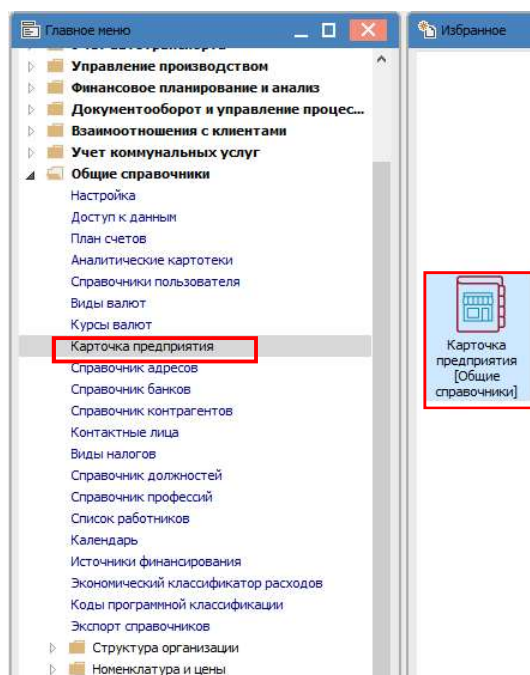 Главное меню
Управление производством
Финансовое планирование и анализ
Документооборот и управление процес...
Взаимоотношения с клиентами
Учет коммунальных услуг
Общие справочники
Настройка
Доступ к данным
План счетов
Аналитические картотеки
Справочники пользователя
Виды валют
Курсы валют
Карточка предприятия
Справочник адресов
Справочник банков
Справочник контрагентов
Контактные лица
Виды налогов
Справочник должностей
Справочник профессий
Список работников
Календарь
Источники финансирования
Экономический классификатор расходов
Коды программной классификации
Экспорт справочников
Структура организации
Номенклатура и цены
Избранное
Карточка
предприятия
[Общие
справочники]